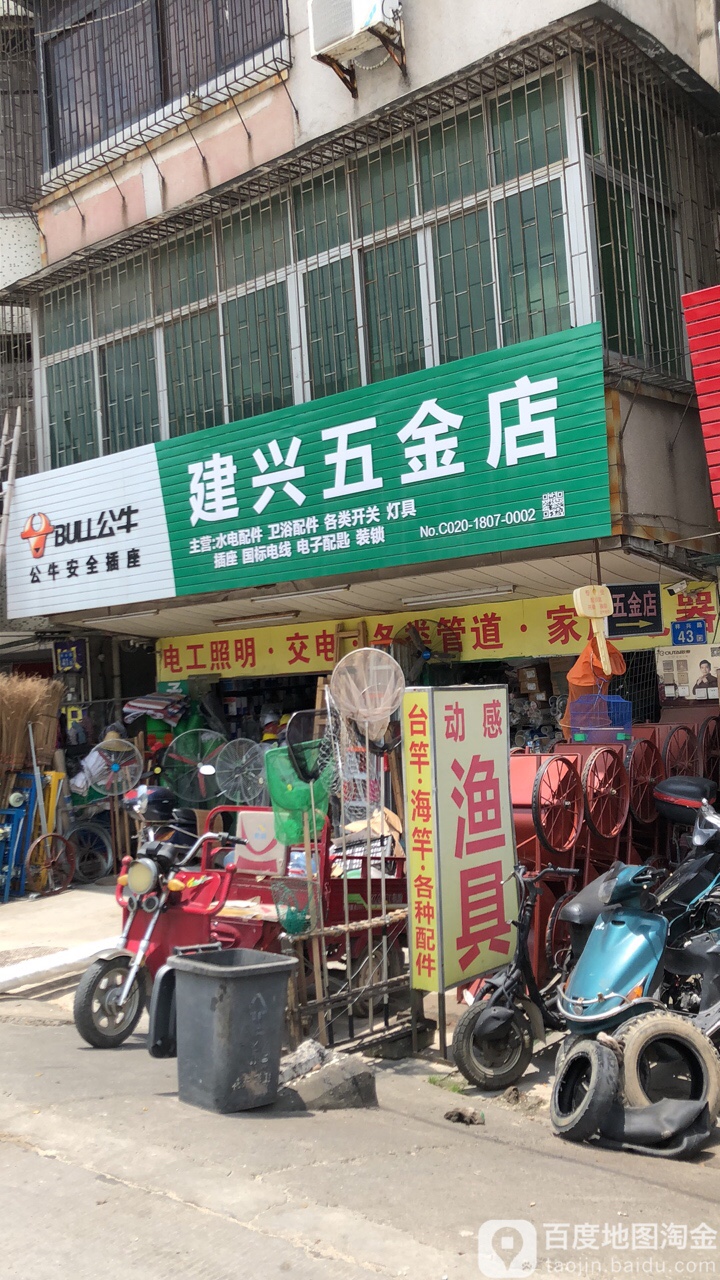 建兴五金店
BULL公牛
公牛安全插座
主营:水电配件 卫浴配件 各类开关 灯具
插座 国标电线 电子配匙 装锁
No.C020-1807-0002
电工照明·交电·各类管道·家
器
五金店
43
动感
渔具
台竿·海竿·各种配件
百度地图淘金
taojin.baidu.com